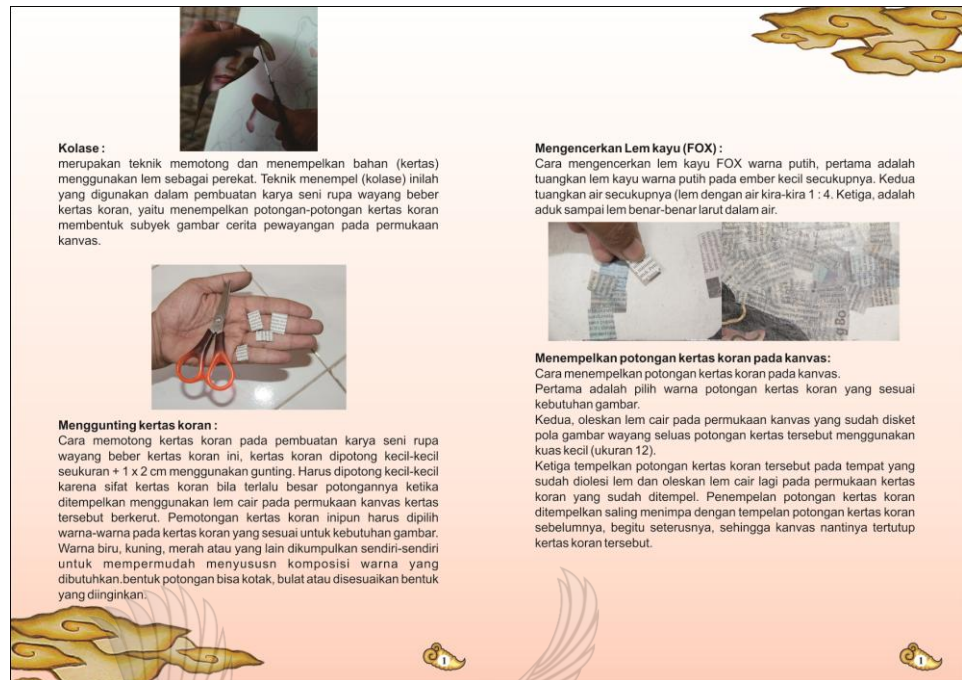 Kolase :
merupakan teknik memotong dan menempelkan bahan (kertas)
menggunakan lem sebagai perekat. Teknik menempel (kolase) inilah
yang digunakan dalam pembuatan karya seni rupa wayang beber
kertas koran, yaitu menempelkan potongan-potongan kertas koran
membentuk subyek gambar cerita pewayangan pada permukaan
kanvas.
Menggunting kertas koran :
Cara memotong kertas koran pada pembuatan karya seni rupa
wayang beber kertas koran ini, kertas koran dipotong kecil-kecil
seukuran + 1 x 2 cm menggunakan gunting. Harus dipotong kecil-kecil
karena sifat kertas koran bila terlalu besar potongannya ketika
ditempelkan menggunakan lem cair pada permukaan kanvas kertas
tersebut berkerut. Pemotongan kertas koran inipun harus dipilih
warna-warna pada kertas koran yang sesuai untuk kebutuhan gambar.
Warna biru, kuning, merah atau yang lain dikumpulkan sendiri-sendiri
untuk mempermudah menyususn komposisi warna yang
dibutuhkan.bentuk potongan bisa kotak, bulat atau disesuaikan bentuk
yang diinginkan.
1
Mengencerkan Lem kayu (FOX) :
Cara mengencerkan lem kayu FOX warna putih, pertama adalah
tuangkan lem kayu warna putih pada ember kecil secukupnya. Kedua
tuangkan air secukupnya (lem dengan air kira-kira 1 : 4. Ketiga, adalah
aduk sampai lem benar-benar larut dalam air.
Menempelkan potongan kertas koran pada kanvas:
Cara menempelkan potongan kertas koran pada kanvas.
Pertama adalah pilih warna potongan kertas koran yang sesuai
kebutuhan gambar.
Kedua, oleskan lem cair pada permukaan kanvas yang sudah disket
pola gambar wayang seluas potongan kertas tersebut menggunakan
kuas kecil (ukuran 12).
Ketiga tempelkan potongan kertas koran tersebut pada tempat yang
sudah diolesi lem dan oleskan lem cair lagi pada permukaan kertas
koran yang sudah ditempel. Penempelan potongan kertas koran
ditempelkan saling menimpa dengan tempelan potongan kertas koran
sebelumnya, begitu seterusnya, sehingga kanvas nantinya tertutup
kertas koran tersebut.
1